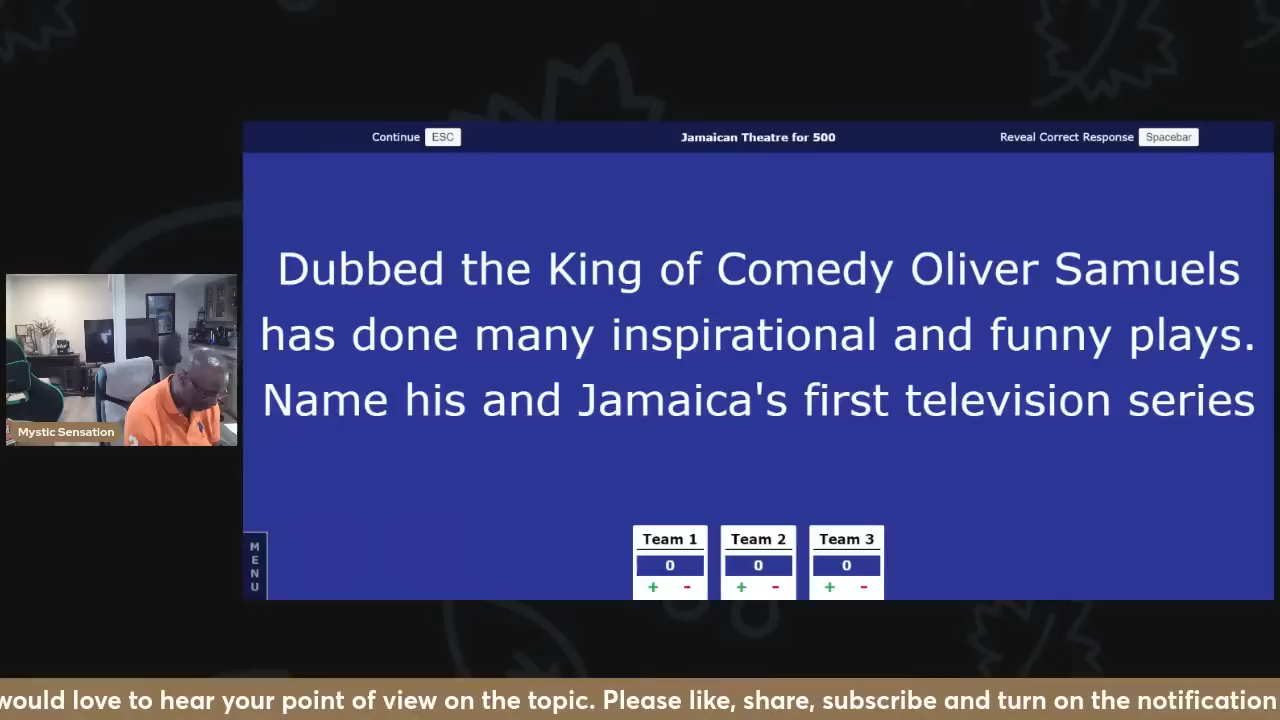 Continue ESC
Jamaican Theatre for 500
Reveal Correct Response Spacebar
Dubbed the King of Comedy Oliver Samuels
has done many inspirational and funny plays.
Name his and Jamaica's first television series
Mystic Sensation
MENU
Team 1 Team 2 Team 3
0 0 0
+ - + - + -
would love to hear your point of view on the topic. Please like, share, subscribe and turn on the notification